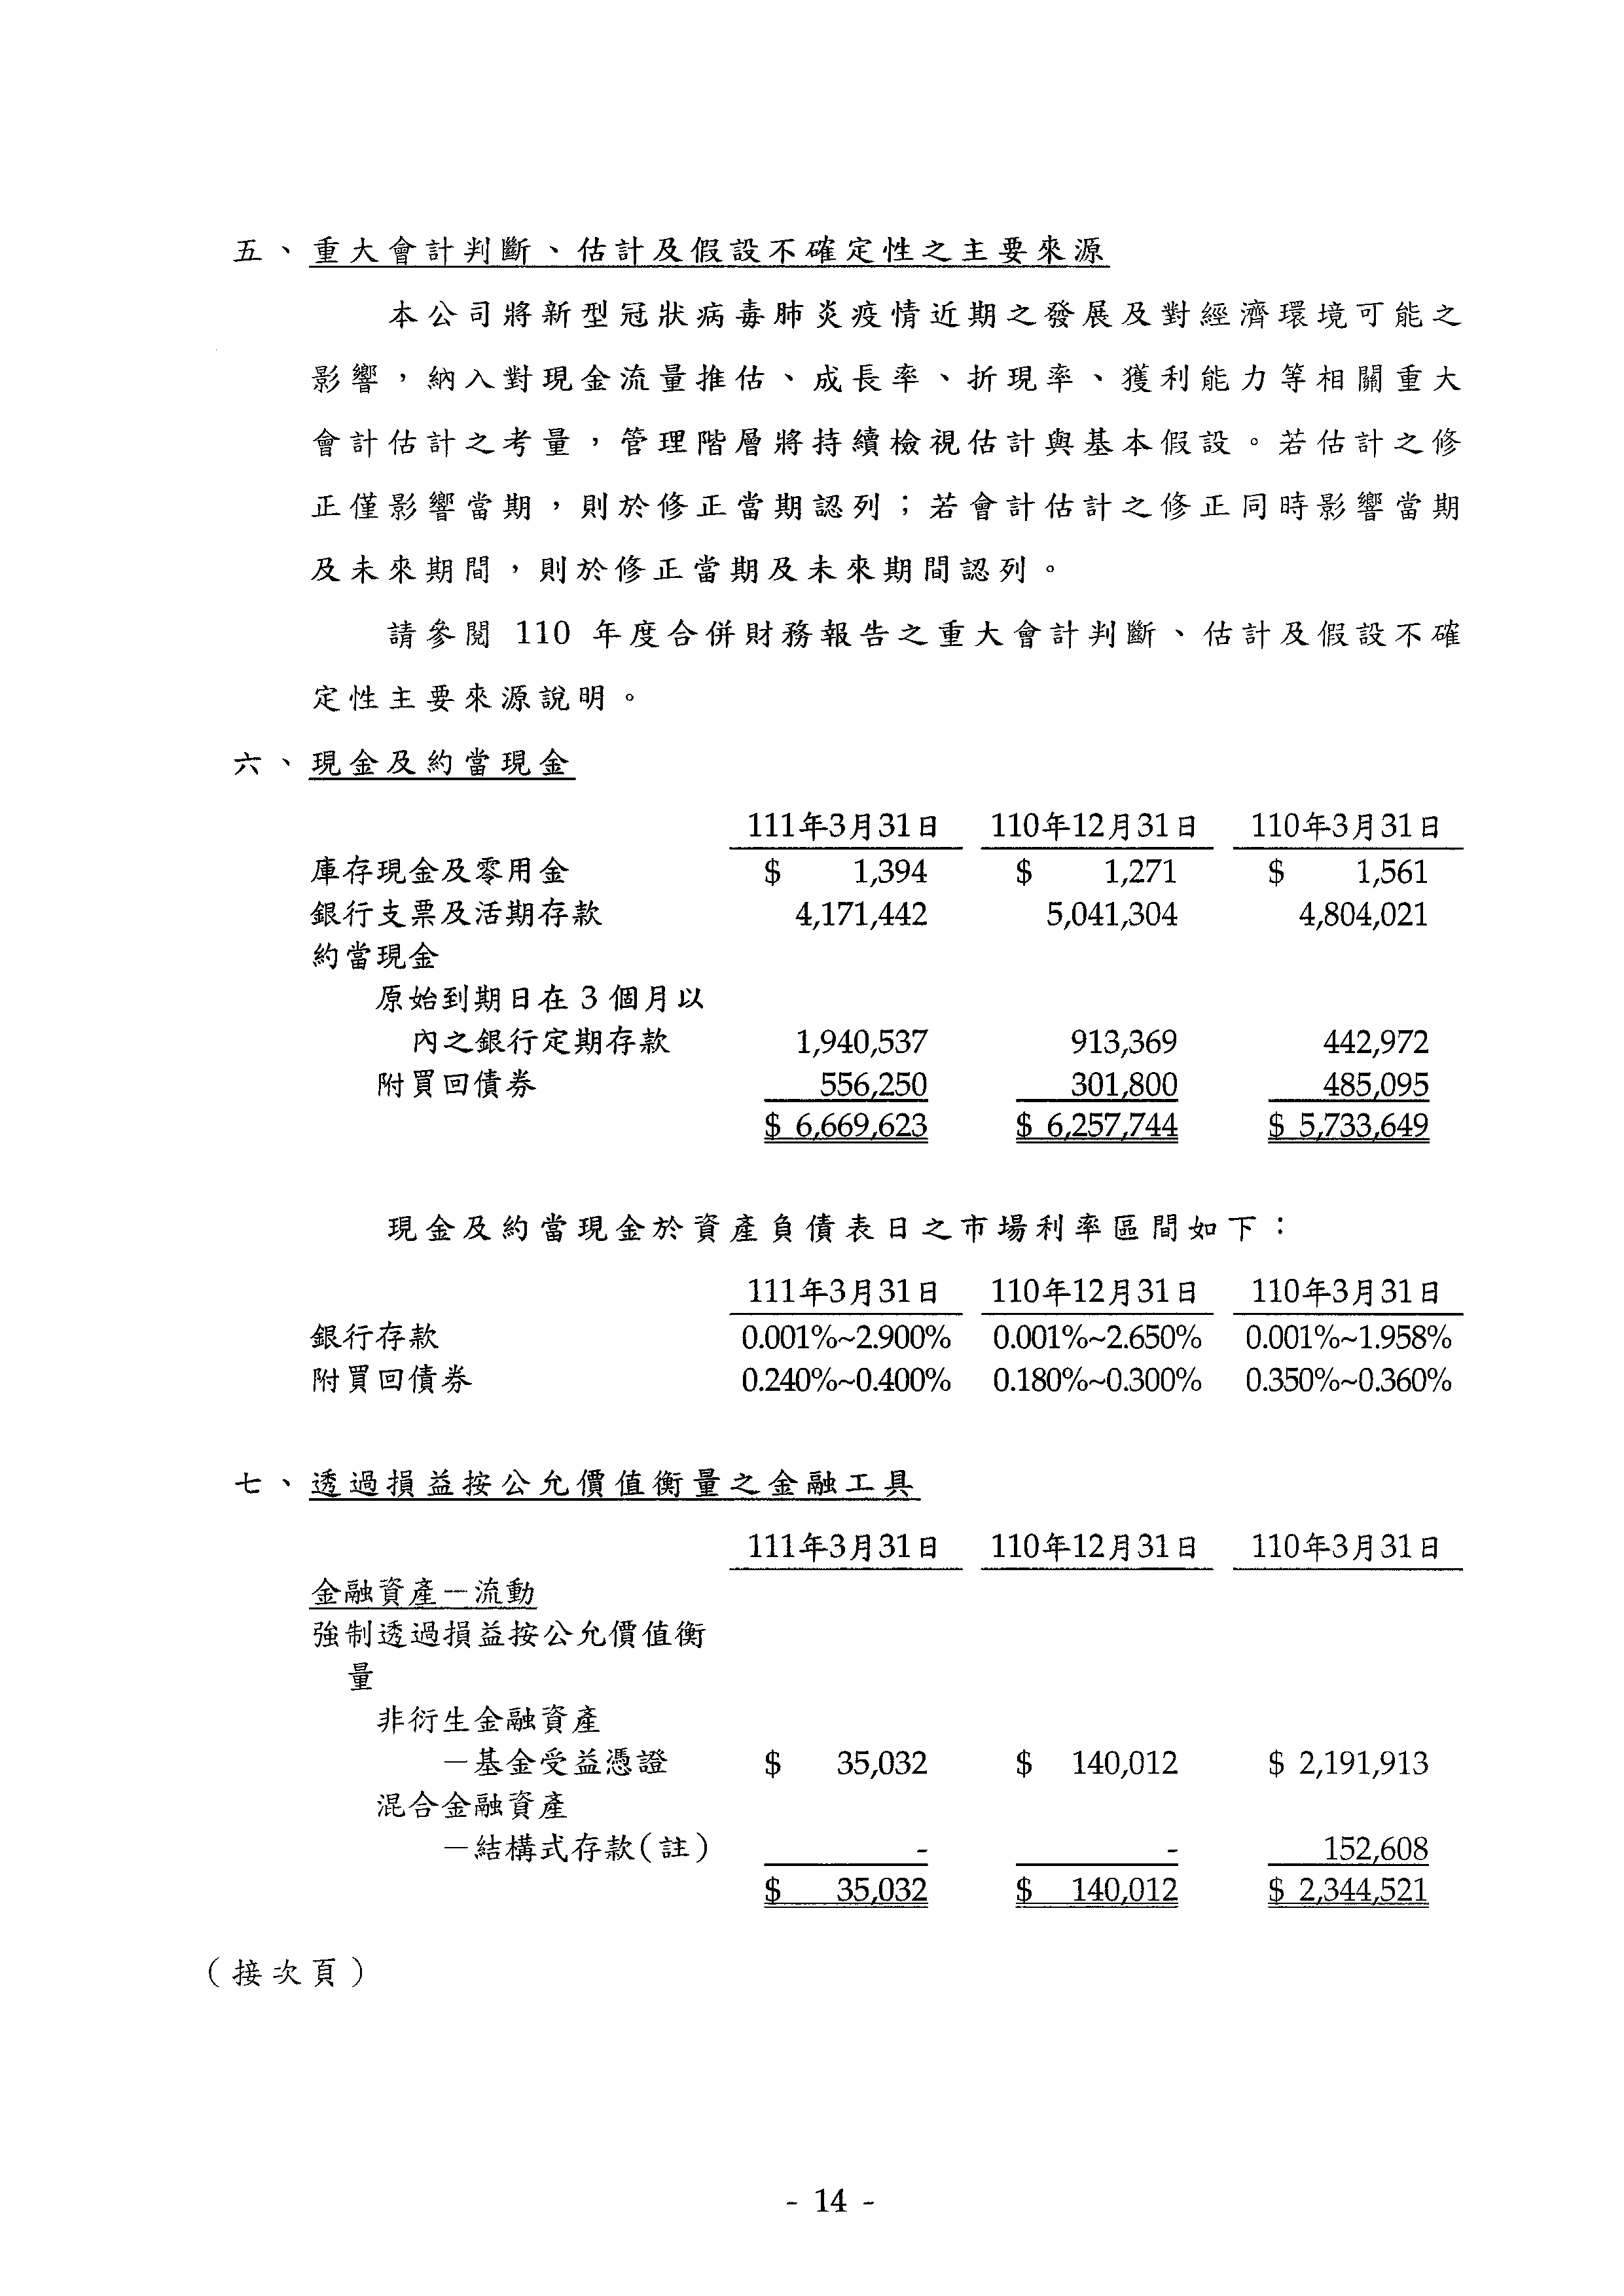 五、重大會計判斷、估計及假設不確定性之主要來源
本公司將新型冠狀病毒肺炎疫情近期之發展及對經濟環境可能之
影響，納入對現金流量推估、成長率、折現率、獲利能力等相關重大
會計估計之考量，管理階層將持續檢視估計與基本假設。若估計之修
正僅影響當期，則於修正當期認列；若會計估計之修正同時影響當期
及未來期間，則於修正當期及未來期間認列。
請參閱 110 年度合併財務報告之重大會計判斷、估計及假設不確
定性主要來源說明。
六、現金及約當現金
111年3月31日 110年12月31日 110年3月31日
庫存現金及零用金 $ 1,394 $ 1,271 $ 1,561
銀行支票及活期存款 4,171,442 5,041,304 4,804,021
約當現金
原始到期日在 3 個月以
內之銀行定期存款 1,940,537 913,369 442,972
附買回債券 556,250 301,800 485,095
$ 6,669,623 $ 6,257,744 $ 5,733,649
現金及約當現金於資產負債表日之市場利率區間如下：
111年3月31日 110年12月31日 110年3月31日
銀行存款 0.001%~2.900% 0.001%~2.650% 0.001%~1.958%
附買回債券 0.240%~0.400% 0.180%~0.300% 0.350%~0.360%
七、透過損益按公允價值衡量之金融工具
111年3月31日 110年12月31日 110年3月31日
金融資產－流動
強制透過損益按公允價值衡
量
非衍生金融資產
－基金受益憑證 $ 35,032 $ 140,012 $ 2,191,913
混合金融資產
－結構式存款(註) - - 152,608
$ 35,032 $ 140,012 $ 2,344,521
（接次頁）
- 14 -